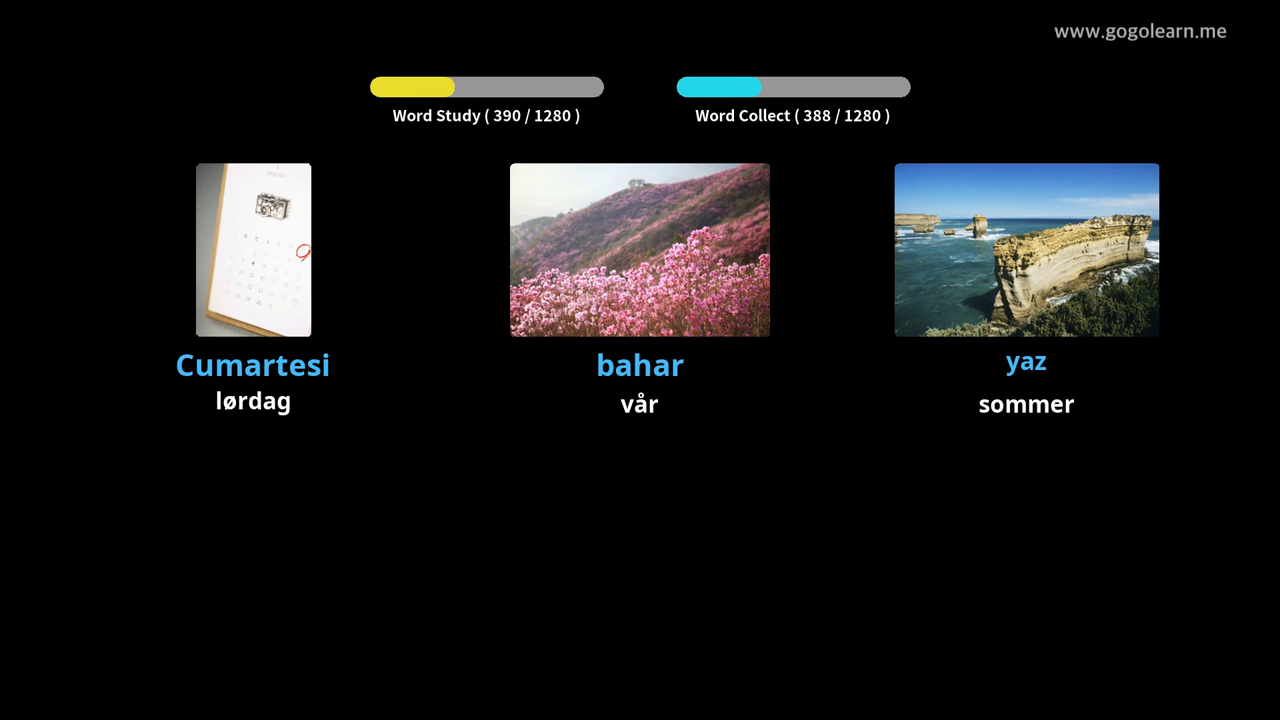 www.gogolearn.me
Word Study ( 390 / 1280 )
Word Collect ( 388 / 1280 )
Cumartesi
lørdag
bahar
vår
yaz
sommer